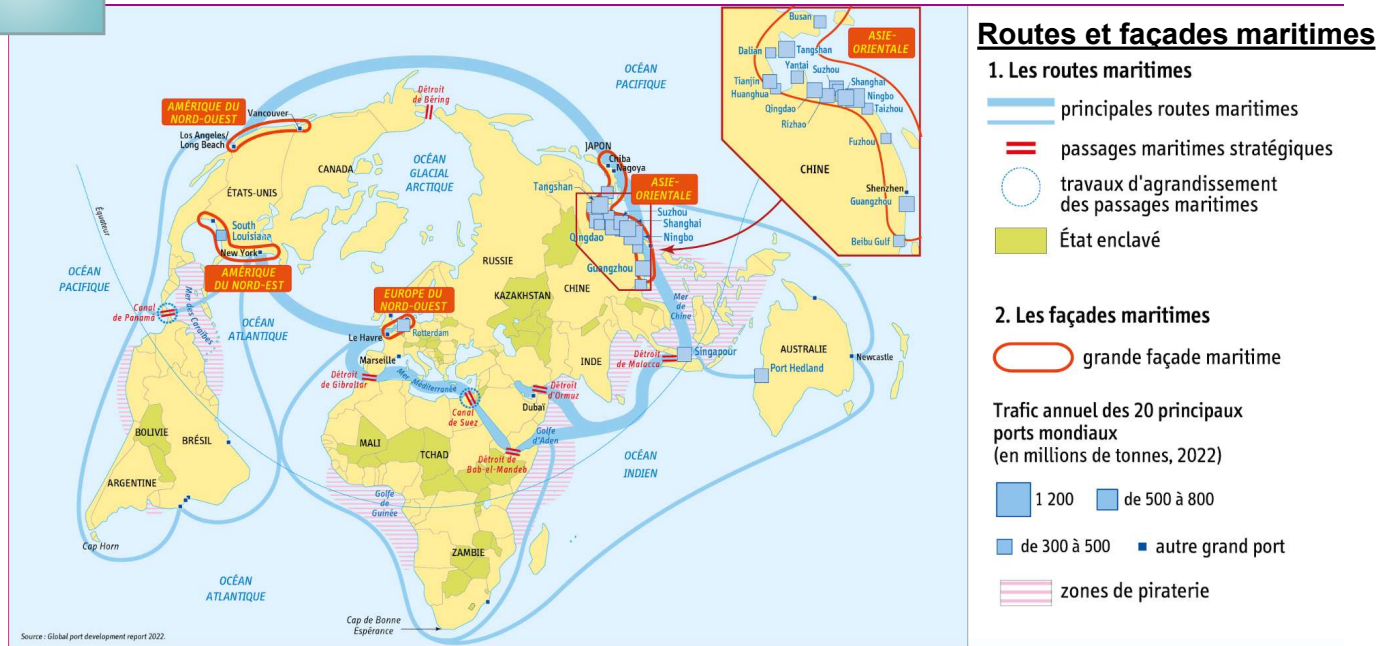 Routes et façades maritimes
1. Les routes maritimes
principales routes maritimes
passages maritimes stratégiques
travaux d'agrandissement
des passages maritimes
État enclavé
2. Les façades maritimes
grande façade maritime
Trafic annuel des 20 principaux
ports mondiaux
(en millions de tonnes, 2022)
1 200
de 500 à 800
de 300 à 500
autre grand port
zones de piraterie
OCÉAN
PACIFIQUE
Détroit
de Béring
AMÉRIQUE DU
NORD-OUEST
Vancouver
Los Angeles/
Long Beach
CANADA
OCÉAN
GLACIAL
ARCTIQUE
ÉTATS-UNIS
Équateur
South
Louisiane
New York
AMÉRIQUE
DU NORD-EST
JAPON
Chiba
Nagoya
Tangshan
ASIE-
ORIENTALE
Suzhou
Shanghai
Ningbo
Qingdao
Guangzhou
RUSSIE
KAZAKHSTAN
CHINE
OCÉAN
PACIFIQUE
Canal
de Panamá
Mer des Caraïbes
OCÉAN
ATLANTIQUE
EUROPE DU
NORD-OUEST
Le Havre
Rotterdam
Marseille
Détroit
de Gibraltar
Mer Méditerranée
Canal
de Suez
Détroit
d'Ormuz
Dubaï
Golfe
d'Aden
Détroit de
Bab-el-Mandeb
INDE
Mer
de
Chine
Détroit
de Malacca
Singapour
AUSTRALIE
Newcastle
Port Hedland
BOLIVIE
BRÉSIL
ARGENTINE
MALI
TCHAD
Golfe
de
Guinée
ZAMBIE
OCÉAN
INDIEN
Cap Horn
OCÉAN
ATLANTIQUE
Cap de Bonne
Espérance
Source : Global port development report 2022.
Busan
ASIE-
ORIENTALE
Dalian
Tangshan
Yantai
Suzhou
Tianjin
Shanghai
Huanghua
Ningbo
Qingdao
Taizhou
Rizhao
Fuzhou
CHINE
Shenzhen
Guangzhou
Beibu Gulf